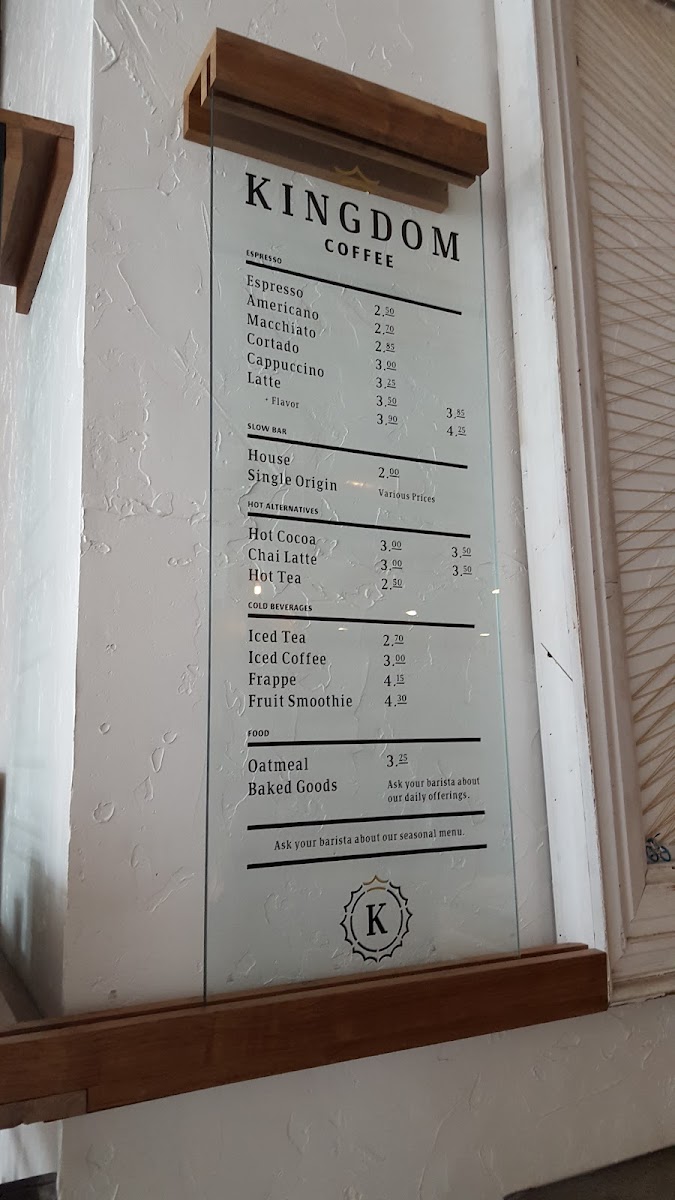 KINGDOM
COFFEE
ESPRESSO
Espresso 2.50
Americano 2.70
Macchiato 2.85
Cortado 3.00
Cappuccino 3.25
Latte 3.50 3.85
+ Flavor 3.90 4.25
SLOW BAR
House 2.00
Single Origin Various Prices
HOT ALTERNATIVES
Hot Cocoa 3.00 3.50
Chai Latte 3.00 3.50
Hot Tea 2.50
COLD BEVERAGES
Iced Tea 2.70
Iced Coffee 3.00
Frappe 4.15
Fruit Smoothie 4.30
FOOD
Oatmeal 3.25
Baked Goods Ask your barista about
our daily offerings.
Ask your barista about our seasonal menu.
K